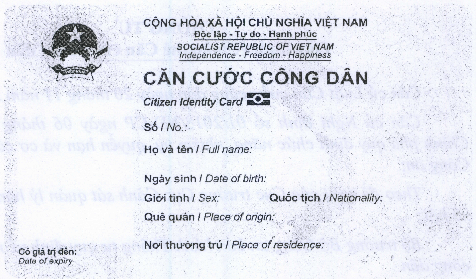 CỘNG HÒA XÃ HỘI CHỦ NGHĨA VIỆT NAM
Độc lập - Tự do - Hạnh phúc
SOCIALIST REPUBLIC OF VIET NAM
Independence - Freedom - Happiness
CĂN CƯỚC CÔNG DÂN
Citizen Identity Card
Số / No.:
Họ và tên / Full name:
Ngày sinh / Date of birth:
Giới tính / Sex: Quốc tịch / Nationality:
Quê quán / Place of origin:
Nơi thường trú / Place of residence:
Có giá trị đến:
Date of expiry